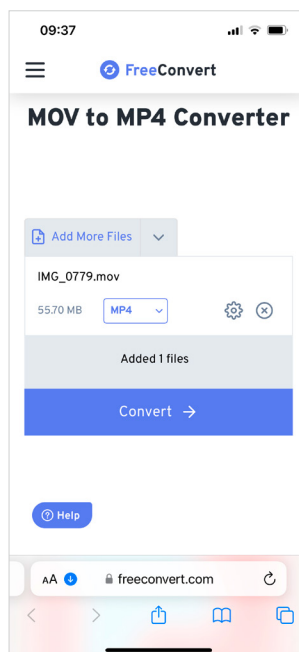 09:37
FreeConvert
MOV to MP4 Converter
Add More Files
IMG_0779.mov
55.70 MB MP4
Added 1 files
Convert →
? Help
AA freeconvert.com